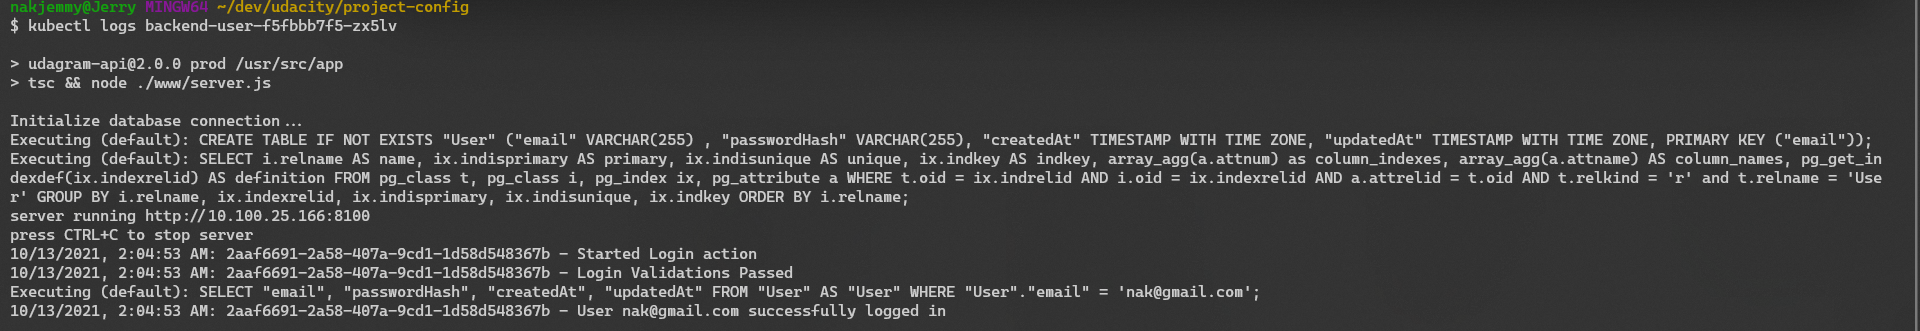 nakjemmy@Jerry MINGW64 ~/dev/udacity/project-config
$ kubectl logs backend-user-f5fbbb7f5-zx5lv
> udagram-api@2.0.0 prod /usr/src/app
> tsc && node ./www/server.js
Initialize database connection...
Executing (default): CREATE TABLE IF NOT EXISTS "User" ("email" VARCHAR(255) , "passwordHash" VARCHAR(255), "createdAt" TIMESTAMP WITH TIME ZONE, "updatedAt" TIMESTAMP WITH TIME ZONE, PRIMARY KEY ("email"));
Executing (default): SELECT i.relname AS name, ix.indisprimary AS primary, ix.indisunique AS unique, ix.indkey AS indkey, array_agg(a.attnum) as column_indexes, array_agg(a.attname) AS column_names, pg_get_in
dexdef(ix.indexrelid) AS definition FROM pg_class t, pg_class i, pg_index ix, pg_attribute a WHERE t.oid = ix.indrelid AND i.oid = ix.indexrelid AND a.attrelid = t.oid AND t.relkind = 'r' and t.relname = 'Use
r' GROUP BY i.relname, ix.indexrelid, ix.indisprimary, ix.indisunique, ix.indkey ORDER BY i.relname;
server running http://10.100.25.166:8100
press CTRL+C to stop server
10/13/2021, 2:04:53 AM: 2aaf6691-2a58-407a-9cd1-1d58d548367b - Started Login action
10/13/2021, 2:04:53 AM: 2aaf6691-2a58-407a-9cd1-1d58d548367b - Login Validations Passed
Executing (default): SELECT "email", "passwordHash", "createdAt", "updatedAt" FROM "User" AS "User" WHERE "User"."email" = 'nak@gmail.com';
10/13/2021, 2:04:53 AM: 2aaf6691-2a58-407a-9cd1-1d58d548367b - User nak@gmail.com successfully logged in